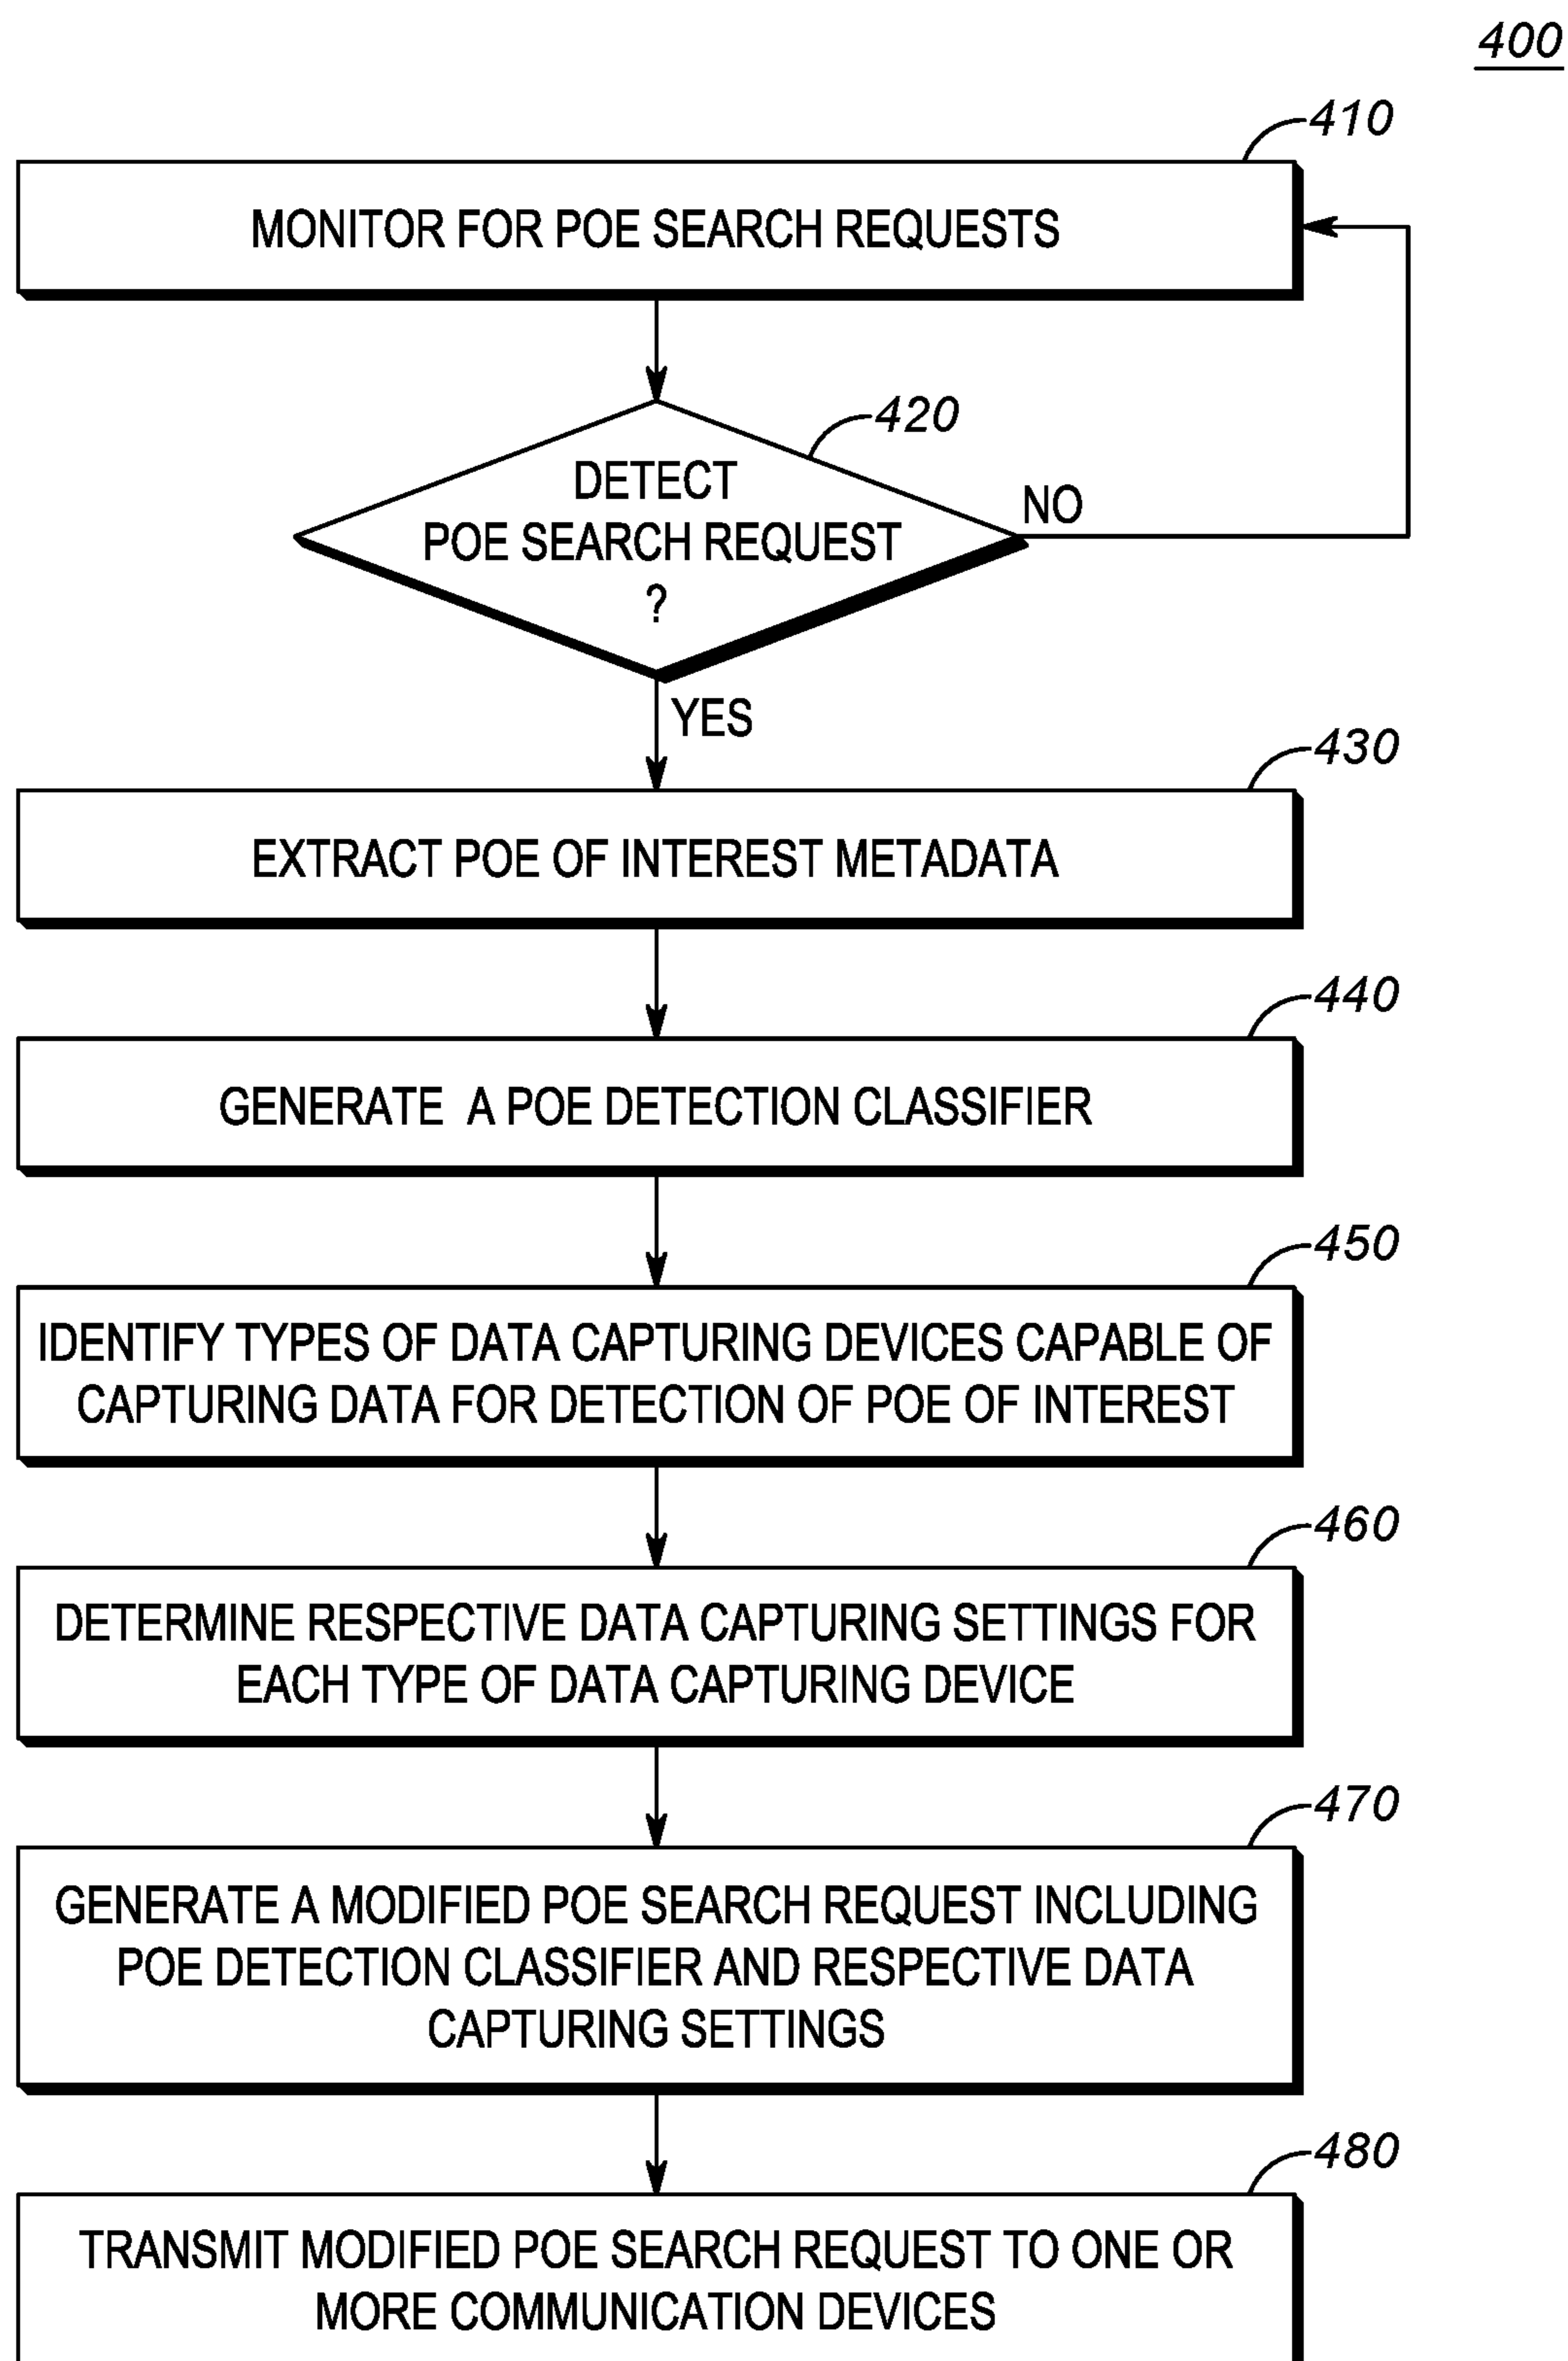 400
410
MONITOR FOR POE SEARCH REQUESTS
420
DETECT
POE SEARCH REQUEST
?
NO
YES
430
EXTRACT POE OF INTEREST METADATA
440
GENERATE A POE DETECTION CLASSIFIER
450
IDENTIFY TYPES OF DATA CAPTURING DEVICES CAPABLE OF
CAPTURING DATA FOR DETECTION OF POE OF INTEREST
460
DETERMINE RESPECTIVE DATA CAPTURING SETTINGS FOR
EACH TYPE OF DATA CAPTURING DEVICE
470
GENERATE A MODIFIED POE SEARCH REQUEST INCLUDING
POE DETECTION CLASSIFIER AND RESPECTIVE DATA
CAPTURING SETTINGS
480
TRANSMIT MODIFIED POE SEARCH REQUEST TO ONE OR
MORE COMMUNICATION DEVICES